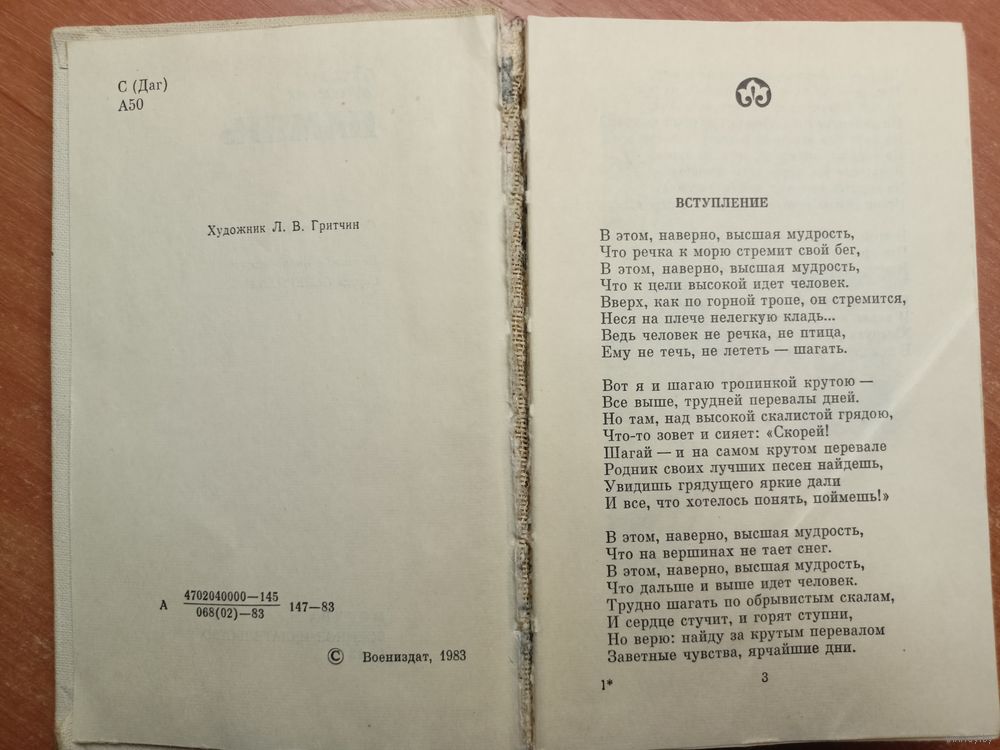 С (Даг)
А50
Художник Л. В. Гритчин
А 4702040000—145
068(02)—83
147—83
© Воениздат, 1983
ВСТУПЛЕНИЕ
В этом, наверно, высшая мудрость,
Что речка к морю стремит свой бег,
В этом, наверно, высшая мудрость,
Что к цели высокой идет человек.
Вверх, как по горной тропе, он стремится,
Неся на плече нелегкую кладь...
Ведь человек не речка, не птица,
Ему не течь, не лететь — шагать.
Вот я и шагаю тропинкой крутою —
Все выше, трудней перевалы дней.
Но там, над высокой скалистой грядою,
Что-то зовет и сияет: «Скорей!
Шагай — и на самом крутом перевале
Родник своих лучших песен найдешь,
Увидишь грядущего яркие дали
И все, что хотелось понять, поймешь!»
В этом, наверно, высшая мудрость,
Что на вершинах не тает снег.
В этом, наверно, высшая мудрость,
Что дальше и выше идет человек.
Трудно шагать по обрывистым скалам,
И сердце стучит, и горят ступни,
Но верю: найду за крутым перевалом
Заветные чувства, ярчайшие дни.
1*
3